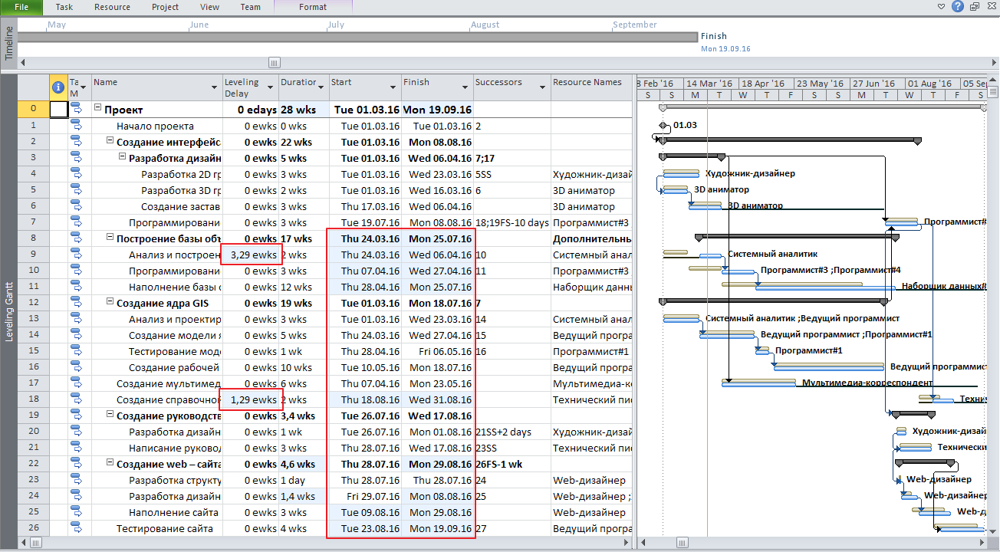 File Task Resource Project View Team Format
May June July August September
Timeline
Finish
Mon 19.09.16
Ta M Name Leveling Delay Duration Start Finish Successors Resource Names
8 Feb '16 14 Mar '16 18 Apr '16 23 May '16 27 Jun '16 01 Aug '16 05 Se
S S M T W T F S S M T W T F S
Leveling Gantt
0 Проект 0 edays 28 wks Tue 01.03.16 Mon 19.09.16
1 Начало проекта 0 ewks 0 wks Tue 01.03.16 Tue 01.03.16 2
2 Создание интерфейса 0 ewks 22 wks Tue 01.03.16 Mon 08.08.16
3 Разработка дизайн 0 ewks 5 wks Tue 01.03.16 Wed 06.04.16 7;17
4 Разработка 2D гр 0 ewks 3 wks Tue 01.03.16 Wed 23.03.16 5SS Художник-дизай
5 Разработка 3D гр 0 ewks 2 wks Tue 01.03.16 Wed 16.03.16 6 3D аниматор
6 Создание застав 0 ewks 3 wks Thu 17.03.16 Wed 06.04.16 3D аниматор
7 Программирование 0 ewks 3 wks Tue 19.07.16 Mon 08.08.16 18;19FS-10 days Программист#3
8 Построение базы объ 0 ewks 17 wks Thu 24.03.16 Mon 25.07.16 Дополнительны
9 Анализ и построен 3,29 ewks 2 wks Thu 24.03.16 Wed 06.04.16 10 Системный анал
10 Программировани 0 ewks 3 wks Thu 07.04.16 Wed 27.04.16 11 Программист#3 ;
11 Наполнение базы о 0 ewks 12 wks Thu 28.04.16 Mon 25.07.16 Наборщик данны
12 Создание ядра GIS 0 ewks 19 wks Tue 01.03.16 Mon 18.07.16 7
13 Анализ и проектир 0 ewks 3 wks Tue 01.03.16 Wed 23.03.16 14 Системный анал
14 Создание модели я 0 ewks 5 wks Thu 24.03.16 Wed 27.04.16 15 Ведущий програ
15 Тестирование мод 0 ewks 1 wk Thu 28.04.16 Fri 06.05.16 16 Программист#1
16 Создание рабочей 0 ewks 10 wks Tue 10.05.16 Mon 18.07.16 Ведущий програ
17 Создание мультимед 0 ewks 6 wks Thu 07.04.16 Mon 23.05.16 Мультимедиа-ко
18 Создание справочной 1,29 ewks 2 wks Thu 18.08.16 Wed 31.08.16 Технический пис
19 Создание руководств 0 ewks 3,4 wks Tue 26.07.16 Wed 17.08.16
20 Разработка дизайн 0 ewks 1 wk Tue 26.07.16 Mon 01.08.16 21SS+2 days Художник-дизай
21 Написание руково 0 ewks 3 wks Thu 28.07.16 Wed 17.08.16 23SS Технический пис
22 Создание web – сайта 0 ewks 4,6 wks Thu 28.07.16 Mon 29.08.16 26FS-1 wk
23 Разработка структу 0 ewks 1 day Thu 28.07.16 Thu 28.07.16 24 Web-дизайнер
24 Разработка дизайн 0 ewks 1,4 wks Fri 29.07.16 Mon 08.08.16 25 Web-дизайнер ;
25 Наполнение сайта 0 ewks 3 wks Tue 09.08.16 Mon 29.08.16 Web-дизайнер
26 Тестирование сайта 0 ewks 4 wks Tue 23.08.16 Mon 19.09.16 27 Ведущий програ
01.03
Художник-дизайнер
3D аниматор
3D аниматор
Программист#
Системный аналитик
Программист#3 ;Программист#4
Наборщик данных#
Системный аналитик ;Ведущий программист
Ведущий программист ;Программист#1
Программист#1
Ведущий программис
Мультимедиа-корреспондент
Техни
Художник-дизай
Технически
Web-дизайнер
Web-дизайнер
Web-д